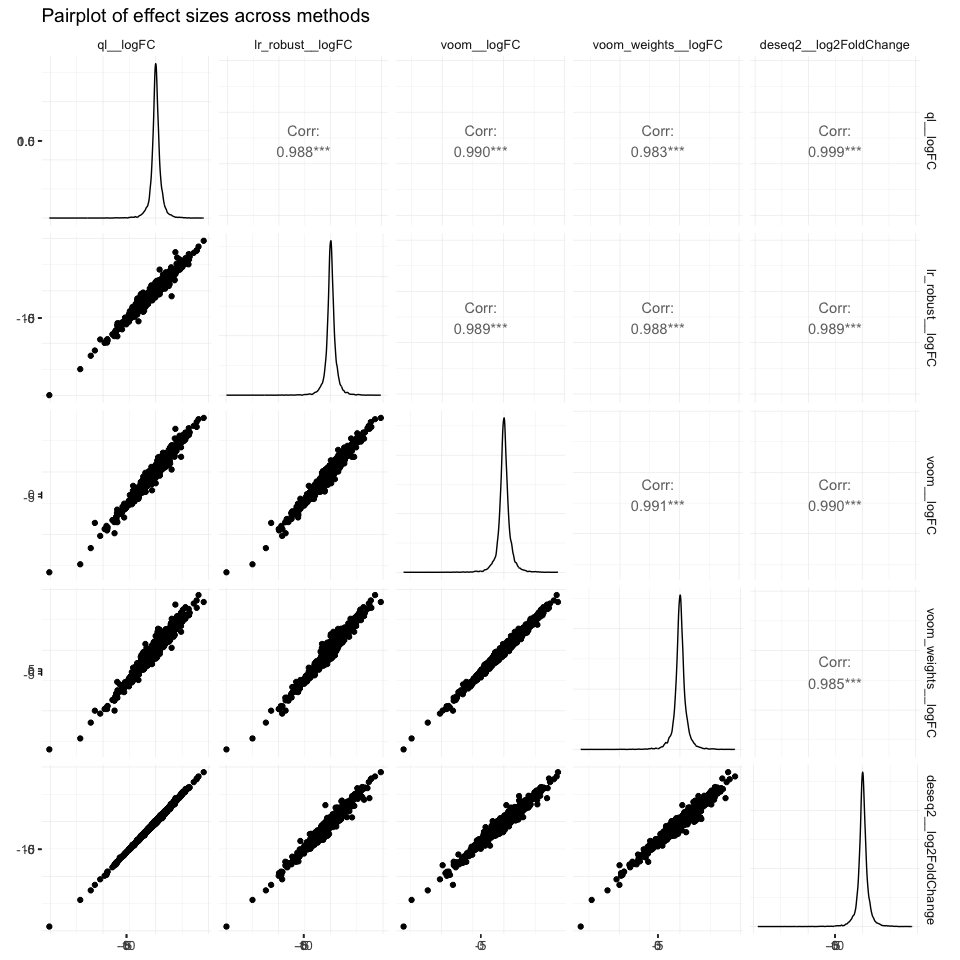 Pairplot of effect sizes across methods
ql__logFC lr_robust__logFC voom__logFC voom_weights__logFC deseq2__log2FoldChange
Corr:
0.988***
Corr:
0.990***
Corr:
0.983***
Corr:
0.999***
ql__logFC
Corr:
0.989***
Corr:
0.988***
Corr:
0.989***
lr_robust__logFC
Corr:
0.991***
Corr:
0.990***
voom__logFC
Corr:
0.985***
voom_weights__logFC
deseq2__log2FoldChange